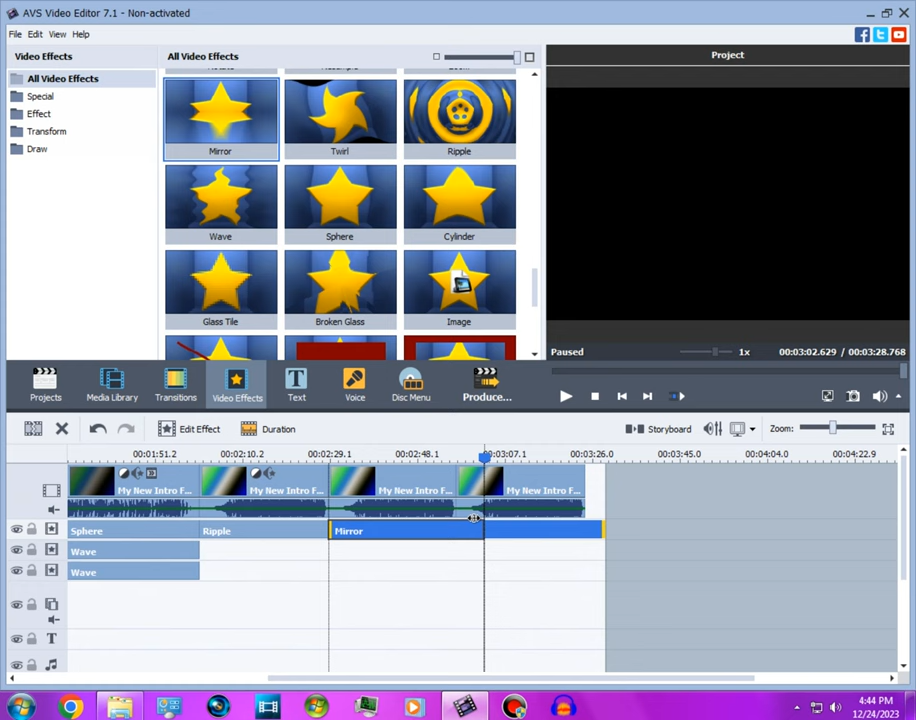 AVS Video Editor 7.1 - Non-activated
File Edit View Help
Video Effects
All Video Effects
Special
Effect
Transform
Draw
All Video Effects
Mirror Twirl Ripple
Wave Sphere Cylinder
Glass Tile Broken Glass Image
Project
Paused 1x 00:03:02.629 / 00:03:28.768
Projects Media Library Transitions Video Effects Text Voice Disc Menu Produce...
Edit Effect Duration Storyboard Zoom:
00:01:51.2 00:02:10.2 00:02:29.1 00:02:48.1 00:03:07.1 00:03:26.0 00:03:45.0 00:04:04.0 00:04:22.9
My New Intro F... My New Intro F... My New Intro F... My New Intro F...
Sphere Ripple Mirror
Wave
Wave
T
4:44 PM
12/24/2023